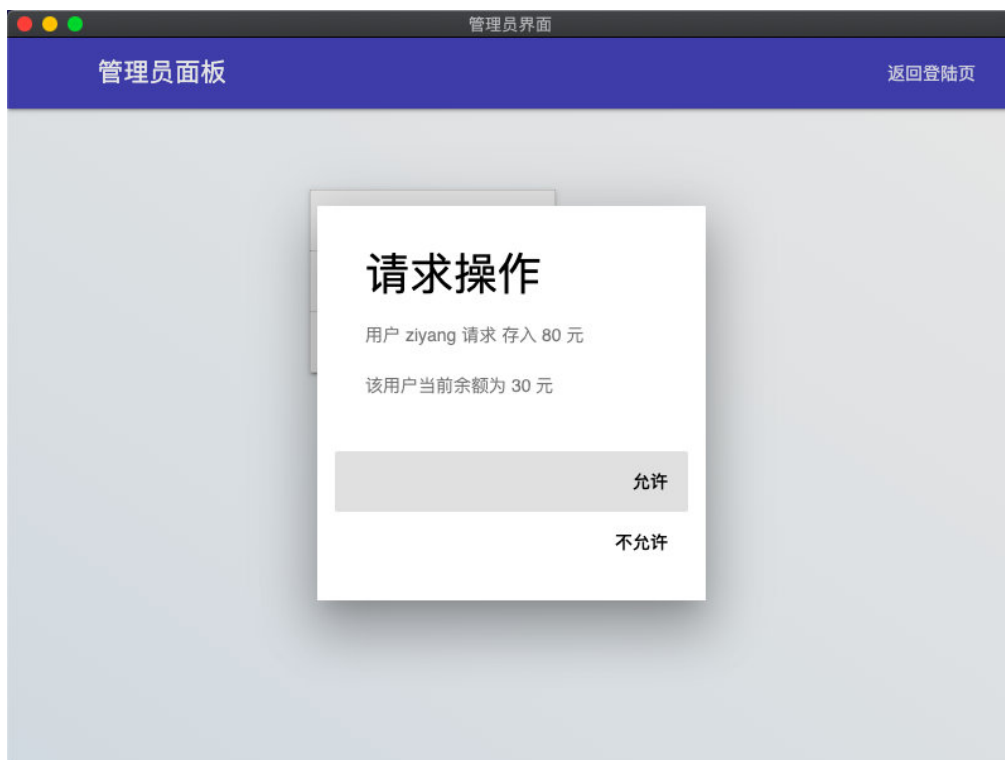 管理员界面
管理员面板
返回登陆页
请求操作
用户 ziyang 请求 存入 80 元
该用户当前余额为 30 元
允许
不允许